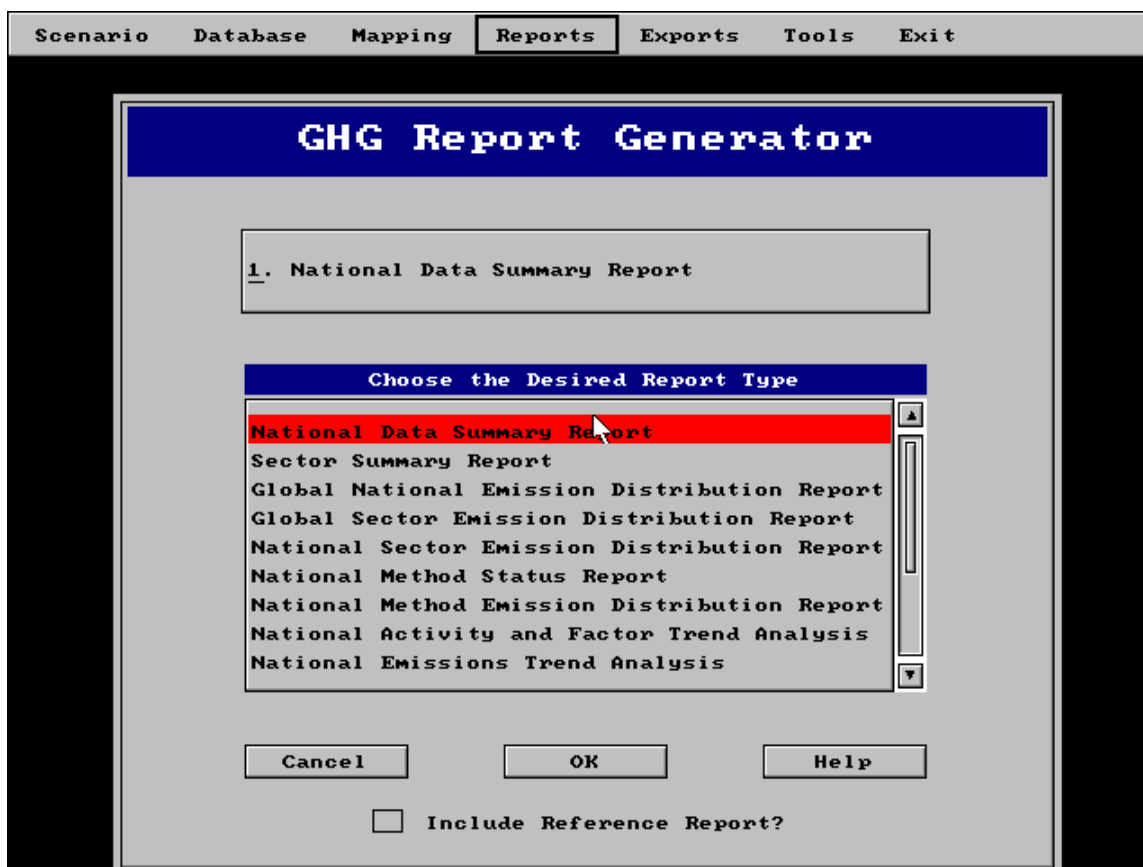 Scenario Database Mapping Reports Exports Tools Exit
GHG Report Generator
1. National Data Summary Report
Choose the Desired Report Type
National Data Summary Report
Sector Summary Report
Global National Emission Distribution Report
Global Sector Emission Distribution Report
National Sector Emission Distribution Report
National Method Status Report
National Method Emission Distribution Report
National Activity and Factor Trend Analysis
National Emissions Trend Analysis
Cancel OK Help
Include Reference Report?